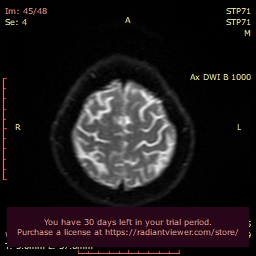 Im: 45/48
Se: 4
A
STP71
STP71
M
Ax DWI B 1000
R
L
You have 30 days left in your trial period.
Purchase a license at https://radiantviewer.com/store/